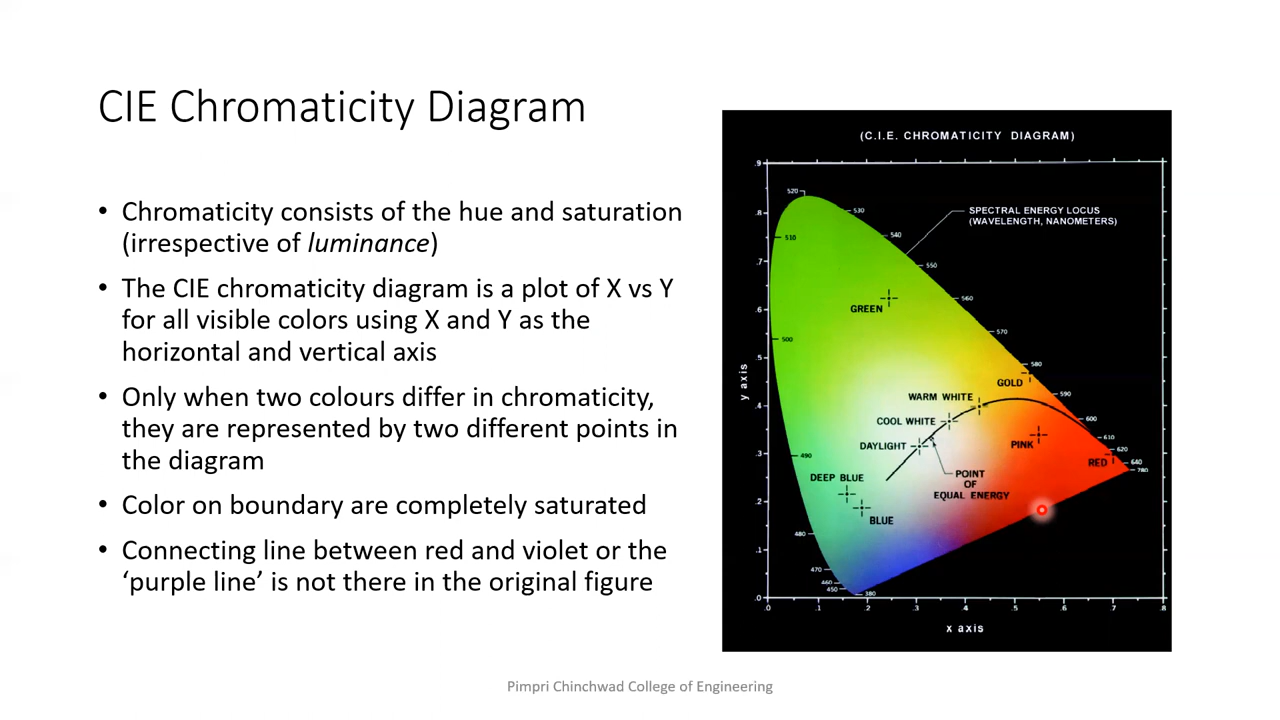 CIE Chromaticity Diagram
• Chromaticity consists of the hue and saturation
(irrespective of luminance)
• The CIE chromaticity diagram is a plot of X vs Y
for all visible colors using X and Y as the
horizontal and vertical axis
• Only when two colours differ in chromaticity,
they are represented by two different points in
the diagram
• Color on boundary are completely saturated
• Connecting line between red and violet or the
‘purple line’ is not there in the original figure
(C.I.E. CHROMATICITY DIAGRAM)
.9
520
530
.8
SPECTRAL ENERGY LOCUS
(WAVELENGTH, NANOMETERS)
510
540
.7
550
560
GREEN
.6
570
500
.5
580
GOLD
590
WARM WHITE
.4
COOL WHITE
600
610
DAYLIGHT
PINK
620
.3
490
RED
640
780
DEEP BLUE
POINT
OF
EQUAL ENERGY
.2
BLUE
480
.1
470
460
450
380
.0
y axis
.0 .1 .2 .3 .4 .5 .6 .7 .8
x axis
Pimpri Chinchwad College of Engineering